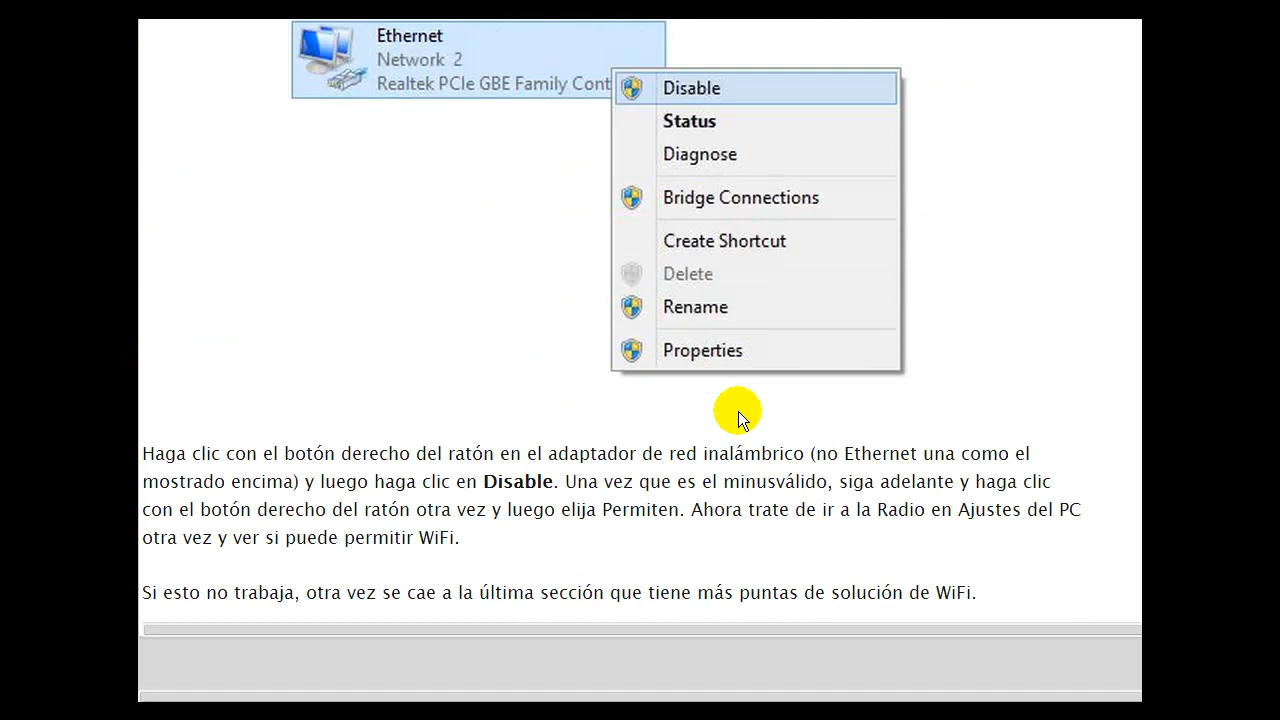 Ethernet
Network 2
Realtek PCIe GBE Family Cont
Disable
Status
Diagnose
Bridge Connections
Create Shortcut
Delete
Rename
Properties
Haga clic con el botón derecho del ratón en el adaptador de red inalámbrico (no Ethernet una como el
mostrado encima) y luego haga clic en Disable. Una vez que es el minusválido, siga adelante y haga clic
con el botón derecho del ratón otra vez y luego elija Permiten. Ahora trate de ir a la Radio en Ajustes del PC
otra vez y ver si puede permitir WiFi.
Si esto no trabaja, otra vez se cae a la última sección que tiene más puntas de solución de WiFi.